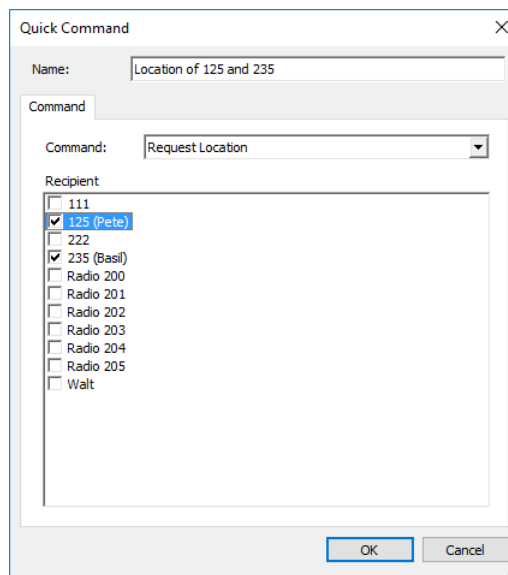 Quick Command
Name: Location of 125 and 235
Command
Command: Request Location
Recipient
111
125 (Pete)
222
235 (Basil)
Radio 200
Radio 201
Radio 202
Radio 203
Radio 204
Radio 205
Walt
OK Cancel